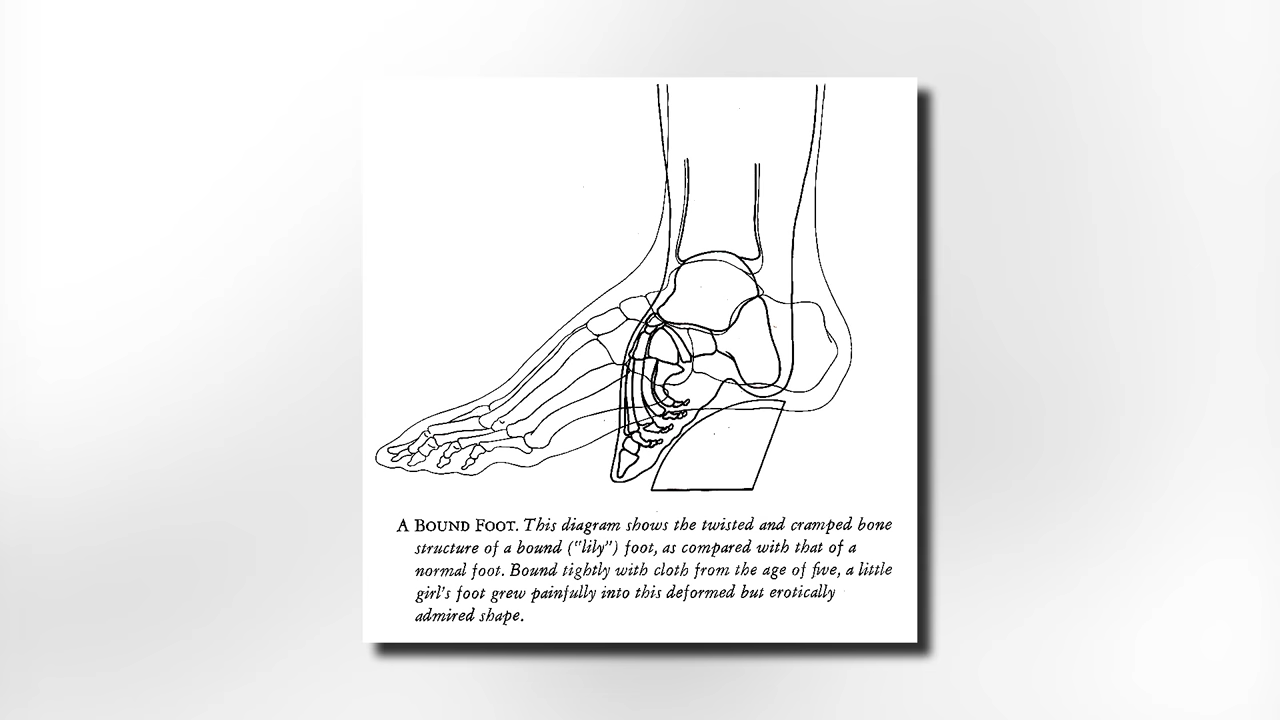 A BOUND FOOT. This diagram shows the twisted and cramped bone
structure of a bound ("lily") foot, as compared with that of a
normal foot. Bound tightly with cloth from the age of five, a little
girl's foot grew painfully into this deformed but erotically
admired shape.